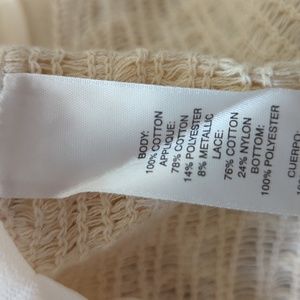 BODY:
100% COTTON
APPLIQUE:
78% COTTON
14% POLYESTER
8% METALLIC
LACE:
76% COTTON
24% NYLON
BOTTOM:
100% POLYESTER
CUERPO